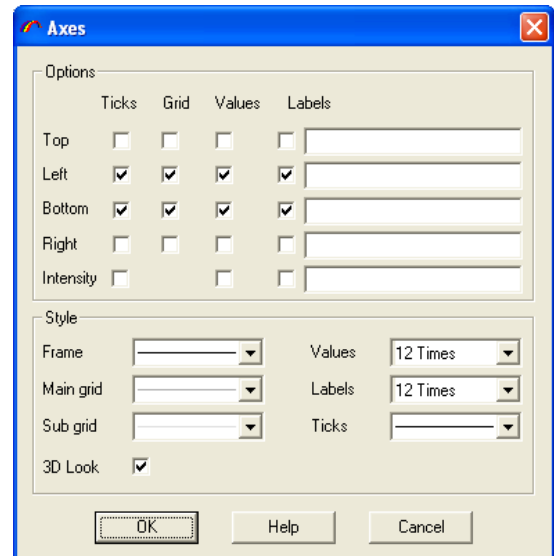 Axes
Options
Ticks Grid Values Labels
Top
Left
Bottom
Right
Intensity
Style
Frame Values 12 Times
Main grid Labels 12 Times
Sub grid Ticks
3D Look
OK Help Cancel